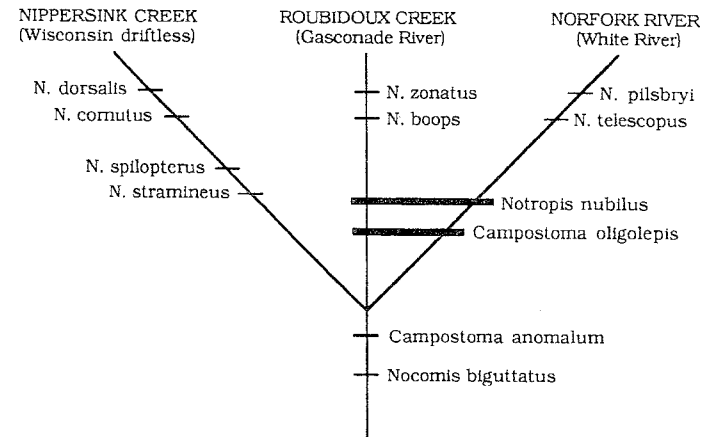 NIPPERSINK CREEK
(Wisconsin driftless)
ROUBIDOUX CREEK
(Gasconade River)
NORFORK RIVER
(White River)
N. dorsalis
N. cornutus
N. spilopterus
N. stramineus
N. zonatus
N. boops
N. pilsbryi
N. telescopus
Notropis nubilus
Campostoma oligolepis
Campostoma anomalum
Nocomis biguttatus